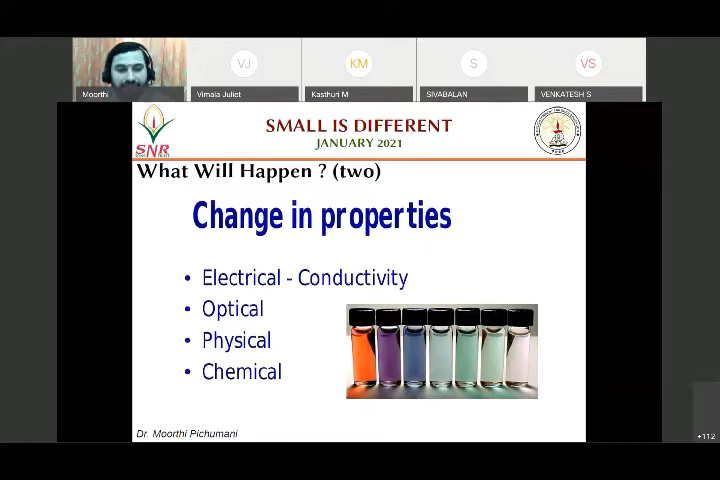 VJ
KM
S
VS
Moorthi
Vimala Juliet
Kasthuri M
SIVABALAN
VENKATESH S
SNR
SMALL IS DIFFERENT
JANUARY 2021
What Will Happen ? (two)
Change in properties
• Electrical - Conductivity
• Optical
• Physical
• Chemical
Dr. Moorthi Pichumani
+112